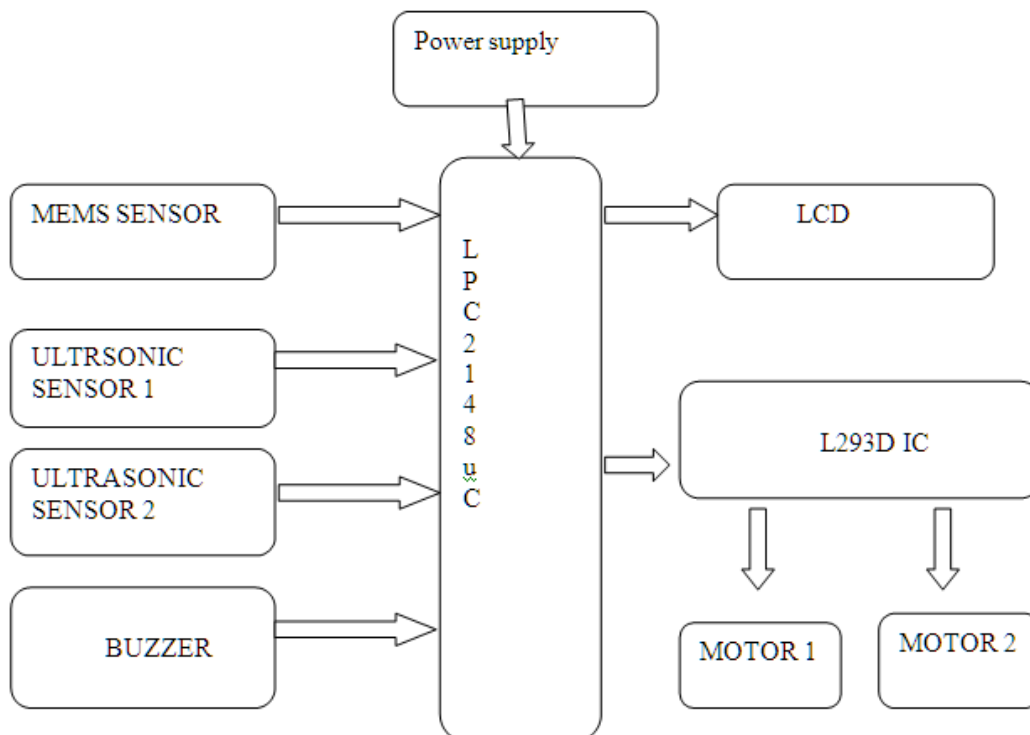 Power supply
MEMS SENSOR
LCD
L
P
C
2
1
4
8
u
C
ULTRSONIC
SENSOR 1
ULTRASONIC
SENSOR 2
L293D IC
BUZZER
MOTOR 1
MOTOR 2